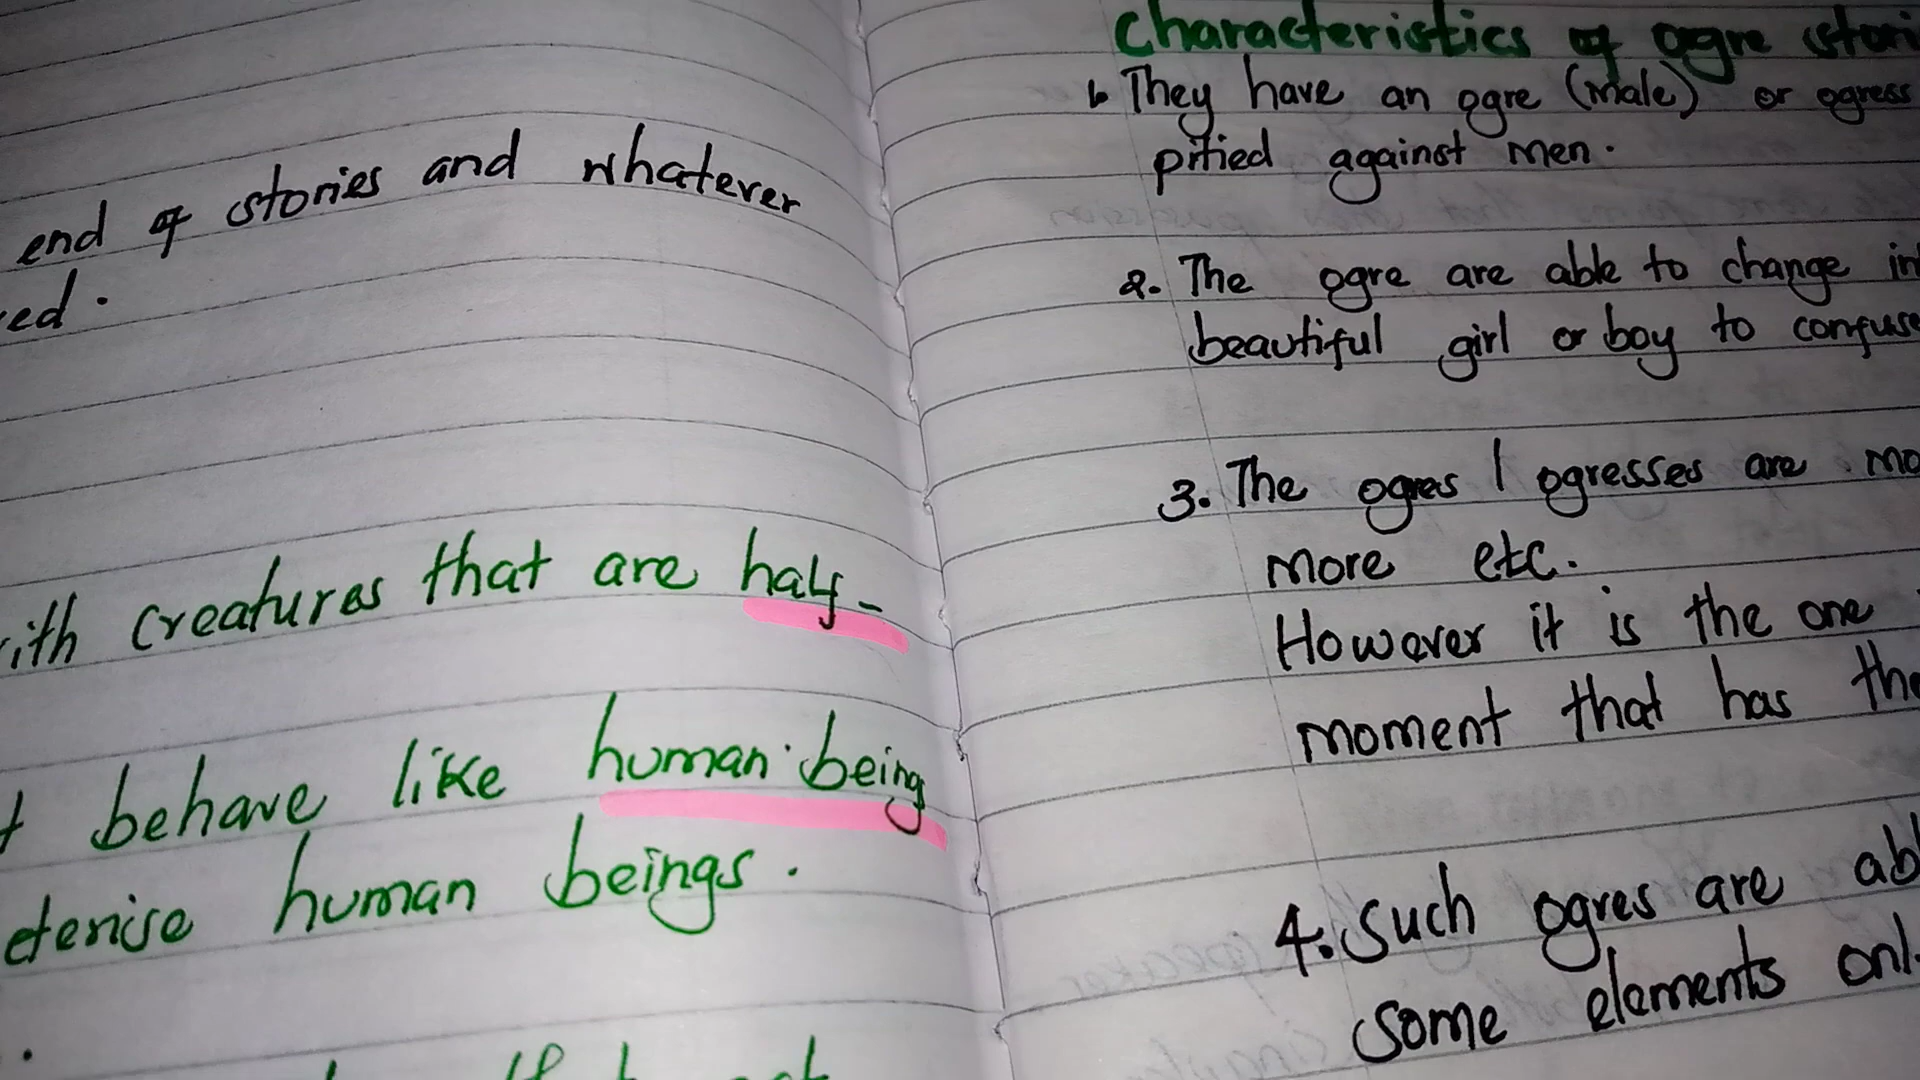 end of stories and whatever
ed.
ith creatures that are half-
behave like human being
terise human beings.
Characteristics of ogre stori
1. They have an ogre (male) or ogress
pitied against men.
2. The ogre are able to change in
beautiful girl or boy to confuse
3. The ogres / ogresses are mo
more etc.
However it is the one
moment that has the
4. Such ogres are ab
some elements onl